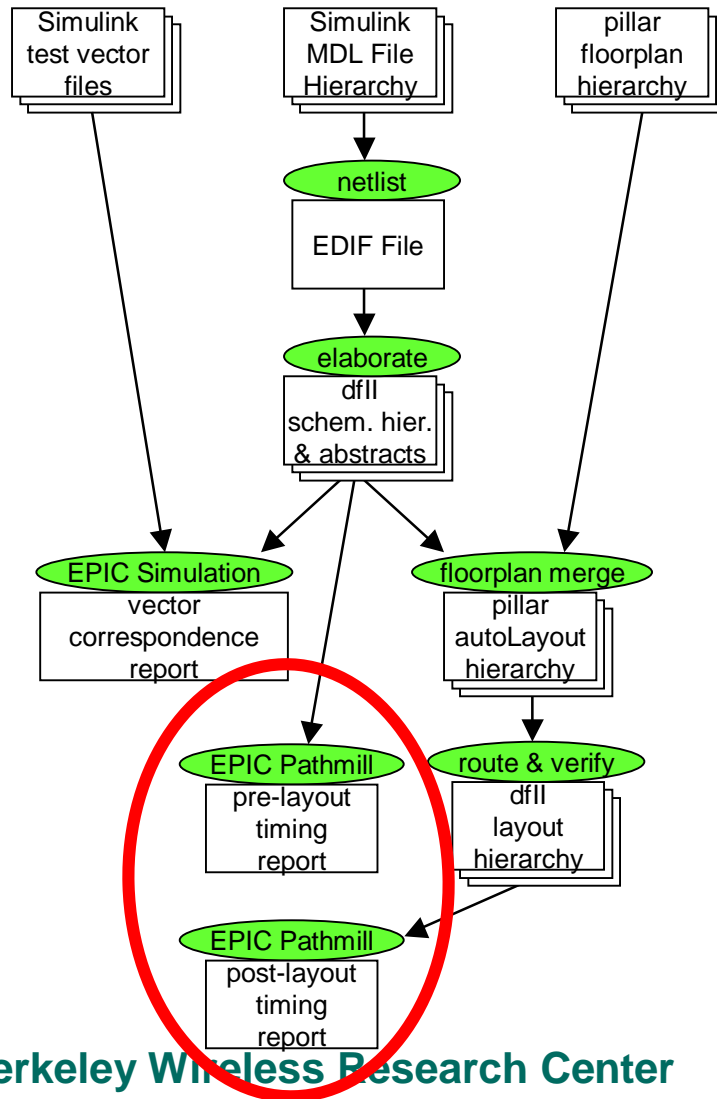 Simulink
test vector
files
Simulink
MDL File
Hierarchy
pillar
floorplan
hierarchy
netlist
EDIF File
elaborate
dfII
schem. hier.
& abstracts
EPIC Simulation
vector
correspondence
report
floorplan merge
pillar
autoLayout
hierarchy
EPIC Pathmill
pre-layout
timing
report
route & verify
dfII
layout
hierarchy
EPIC Pathmill
post-layout
timing
report
erkeley Wireless Research Center